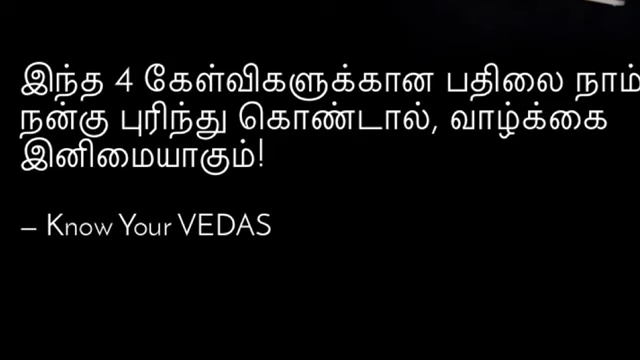 இந்த 4 கேள்விகளுக்கான பதிலை நாம்
நன்கு புரிந்து கொண்டால், வாழ்க்கை
இனிமையாகும்!
– Know Your VEDAS